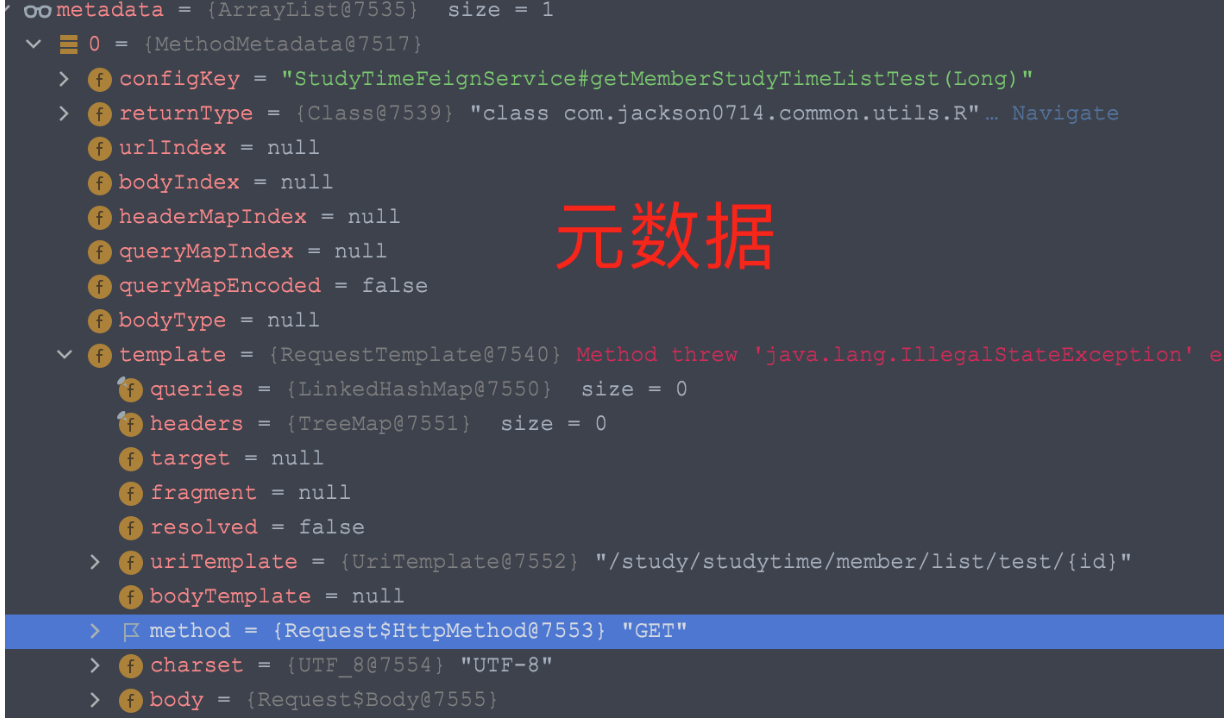 metadata = {ArrayList@7535} size = 1
0 = {MethodMetadata@7517}
configKey = "StudyTimeFeignService#getMemberStudyTimeListTest(Long)"
returnType = {Class@7539} "class com.jackson0714.common.utils.R"… Navigate
urlIndex = null
bodyIndex = null
headerMapIndex = null
元数据
queryMapIndex = null
queryMapEncoded = false
bodyType = null
template = {RequestTemplate@7540} Method threw 'java.lang.IllegalStateException' e
queries = {LinkedHashMap@7550} size = 0
headers = {TreeMap@7551} size = 0
target = null
fragment = null
resolved = false
uriTemplate = {UriTemplate@7552} "/study/studytime/member/list/test/{id}"
bodyTemplate = null
method = {Request$HttpMethod@7553} "GET"
charset = {UTF_8@7554} "UTF-8"
body = {Request$Body@7555}